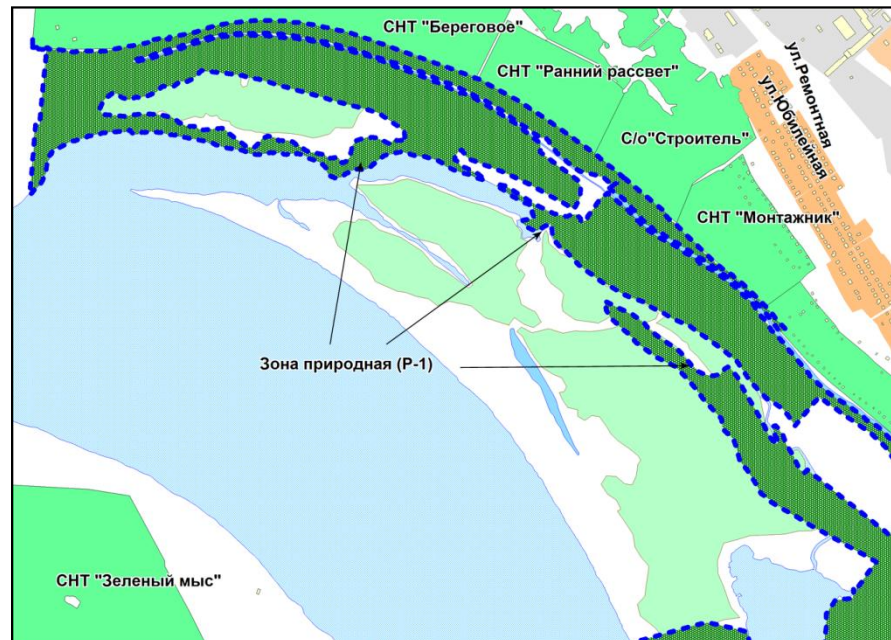 СНТ "Береговое"
СНТ "Ранний рассвет"
ул.Ремонтная
ул.Юбилейная
С/о"Строитель"
СНТ "Монтажник"
Зона природная (Р-1)
СНТ "Зеленый мыс"